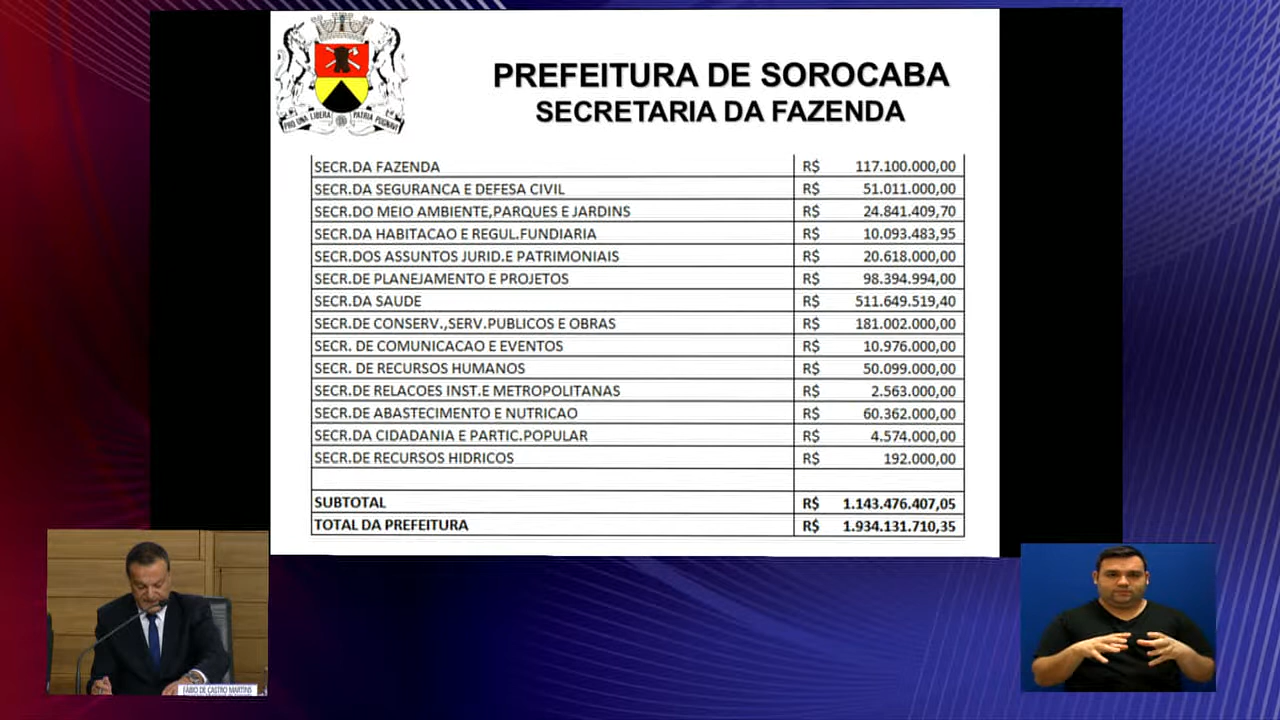 PRO UNA LIBERA PATRIA PUGNAVI
PREFEITURA DE SOROCABA
SECRETARIA DA FAZENDA
SECR.DA FAZENDA R$ 117.100.000,00
SECR.DA SEGURANCA E DEFESA CIVIL R$ 51.011.000,00
SECR.DO MEIO AMBIENTE,PARQUES E JARDINS R$ 24.841.409,70
SECR.DA HABITACAO E REGUL.FUNDIARIA R$ 10.093.483,95
SECR.DOS ASSUNTOS JURID.E PATRIMONIAIS R$ 20.618.000,00
SECR.DE PLANEJAMENTO E PROJETOS R$ 98.394.994,00
SECR.DA SAUDE R$ 511.649.519,40
SECR.DE CONSERV.,SERV.PUBLICOS E OBRAS R$ 181.002.000,00
SECR. DE COMUNICACAO E EVENTOS R$ 10.976.000,00
SECR. DE RECURSOS HUMANOS R$ 50.099.000,00
SECR.DE RELACOES INST.E METROPOLITANAS R$ 2.563.000,00
SECR.DE ABASTECIMENTO E NUTRICAO R$ 60.362.000,00
SECR.DA CIDADANIA E PARTIC.POPULAR R$ 4.574.000,00
SECR.DE RECURSOS HIDRICOS R$ 192.000,00
SUBTOTAL R$ 1.143.476.407,05
TOTAL DA PREFEITURA R$ 1.934.131.710,35
FÁBIO DE CASTRO MARTINS